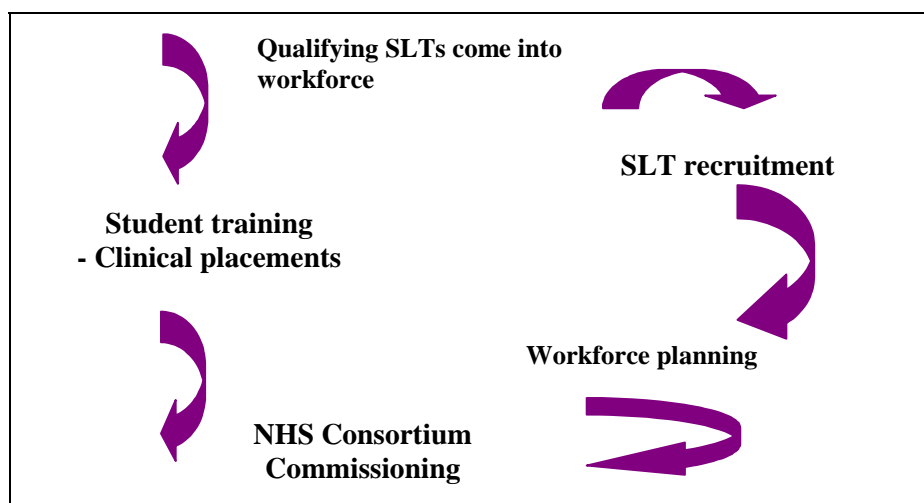 Qualifying SLTs come into
workforce
SLT recruitment
Student training
- Clinical placements
Workforce planning
NHS Consortium
Commissioning